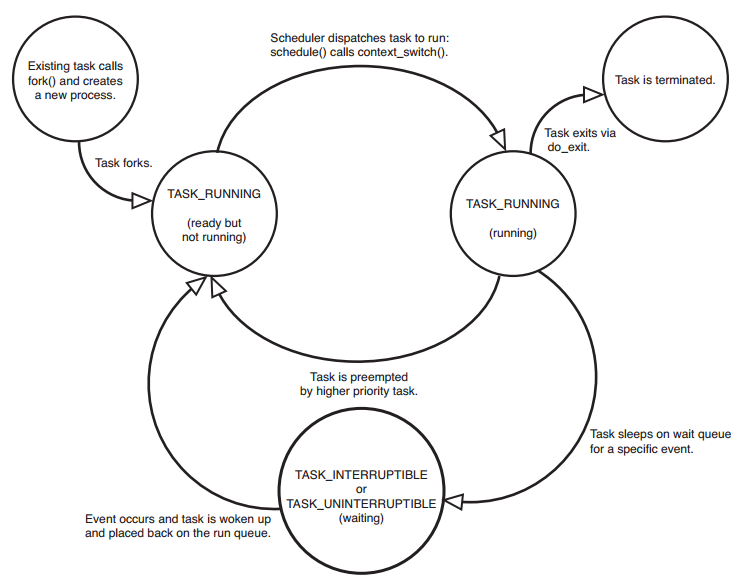 Scheduler dispatches task to run:
schedule() calls context_switch().
Existing task calls
fork() and creates
a new process.
Task is terminated.
Task exits via
do_exit.
Task forks.
TASK_RUNNING
(ready but
not running)
TASK_RUNNING
(running)
Task is preempted
by higher priority task.
Task sleeps on wait queue
for a specific event.
TASK_INTERRUPTIBLE
or
TASK_UNINTERRUPTIBLE
(waiting)
Event occurs and task is woken up
and placed back on the run queue.